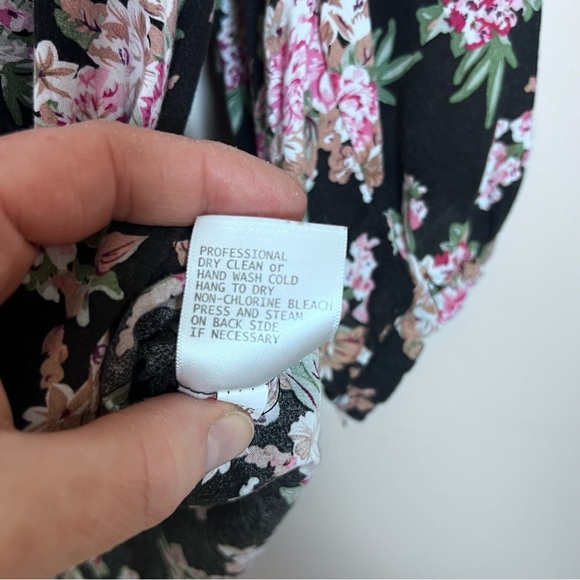 PROFESSIONAL
DRY CLEAN or
HAND WASH COLD
HANG TO DRY
NON-CHLORINE BLEACH
PRESS AND STEAM
ON BACK SIDE
IF NECESSARY